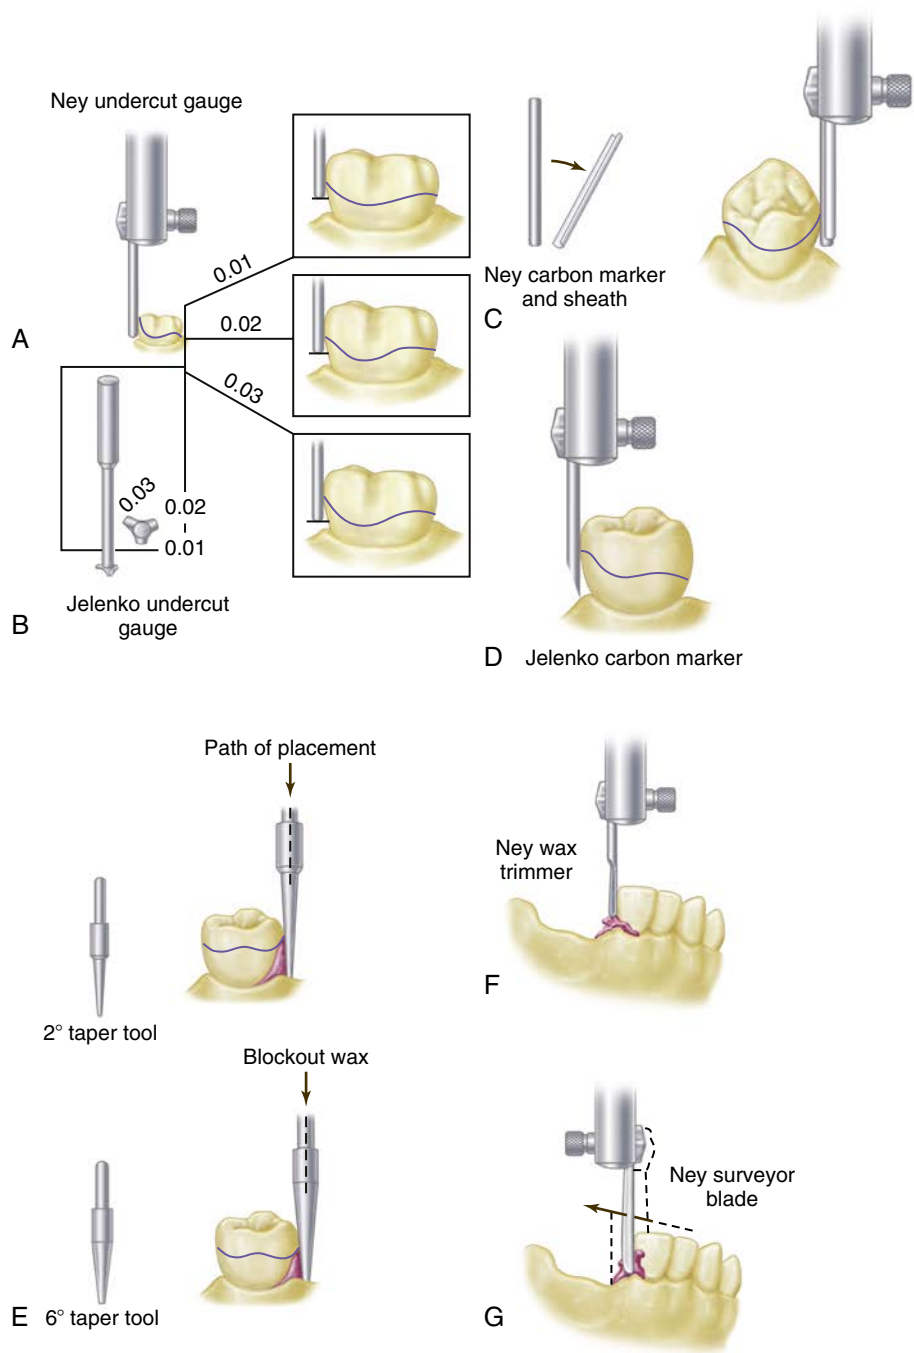 Ney undercut gauge
0.01
0.02
0.03
A
0.03
0.02
0.01
Jelenko undercut
gauge
B
Ney carbon marker
and sheath
C
D
Jelenko carbon marker
Path of placement
2° taper tool
Blockout wax
E
6° taper tool
Ney wax
trimmer
F
Ney surveyor
blade
G